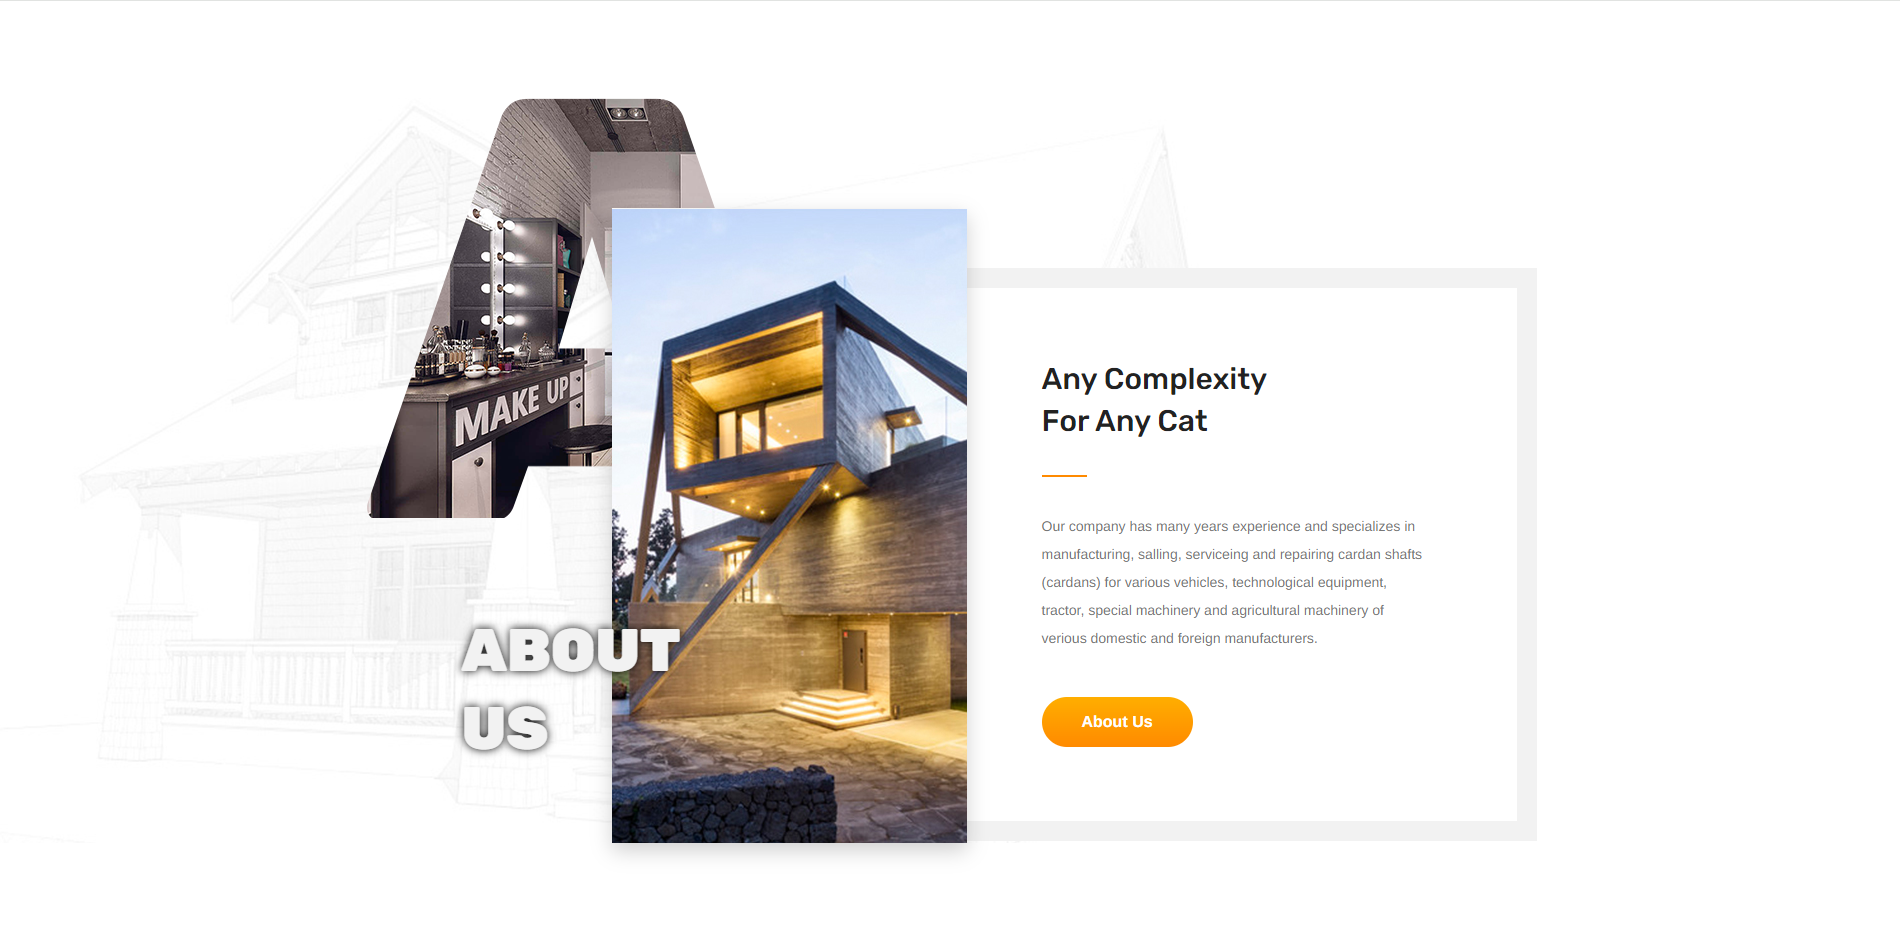 MAKE UP
ABOUT
US
Any Complexity
For Any Cat
Our company has many years experience and specializes in
manufacturing, salling, serviceing and repairing cardan shafts
(cardans) for various vehicles, technological equipment,
tractor, special machinery and agricultural machinery of
verious domestic and foreign manufacturers.
About Us